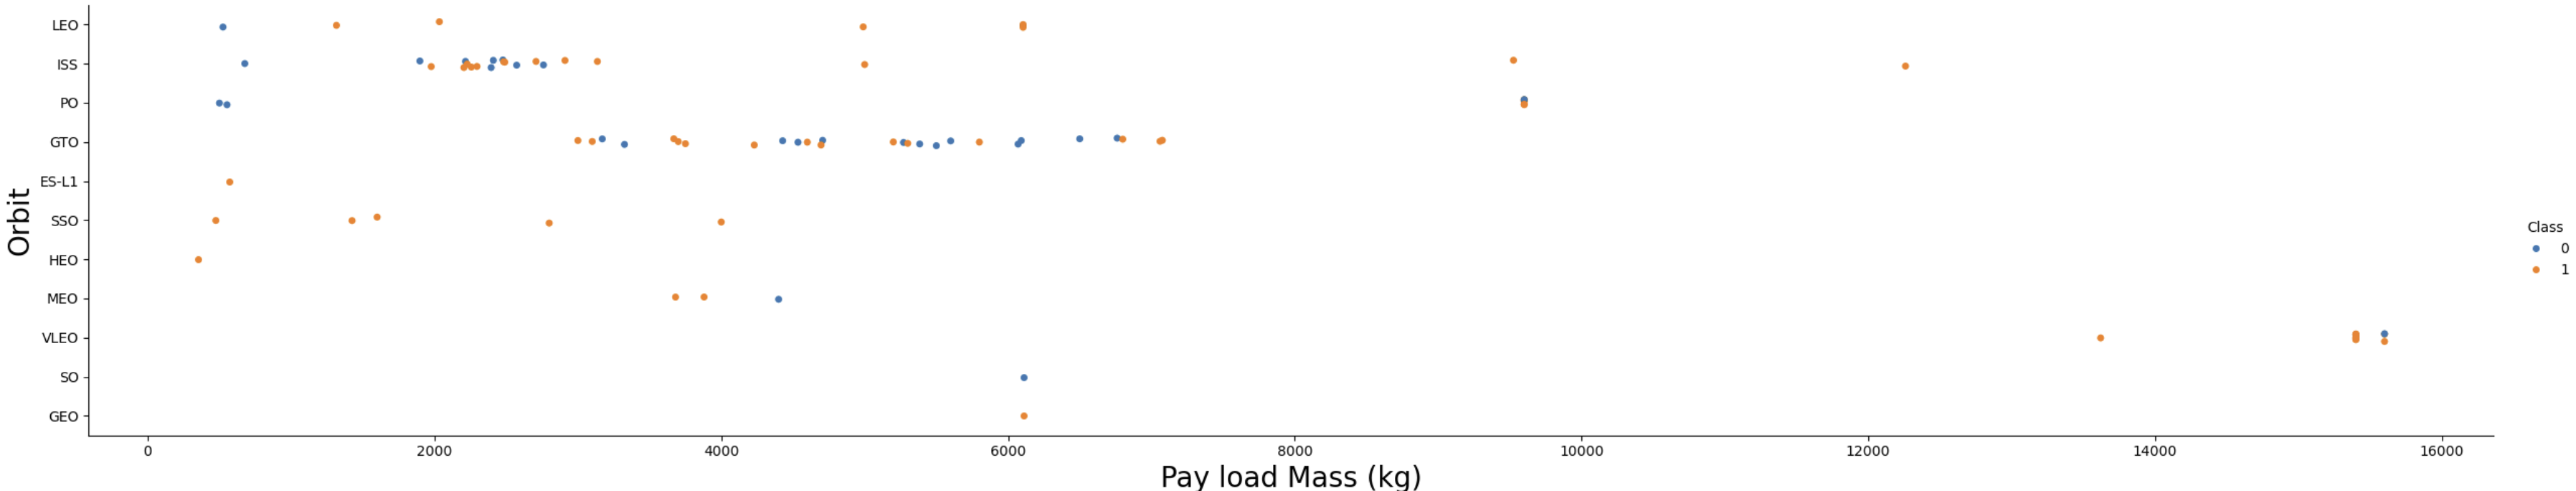 LEO
ISS
PO
GTO
ES-L1
SSO
HEO
MEO
VLEO
SO
GEO
Orbit
0 2000 4000 6000 8000 10000 12000 14000 16000
Pay load Mass (kg)
Class
0
1